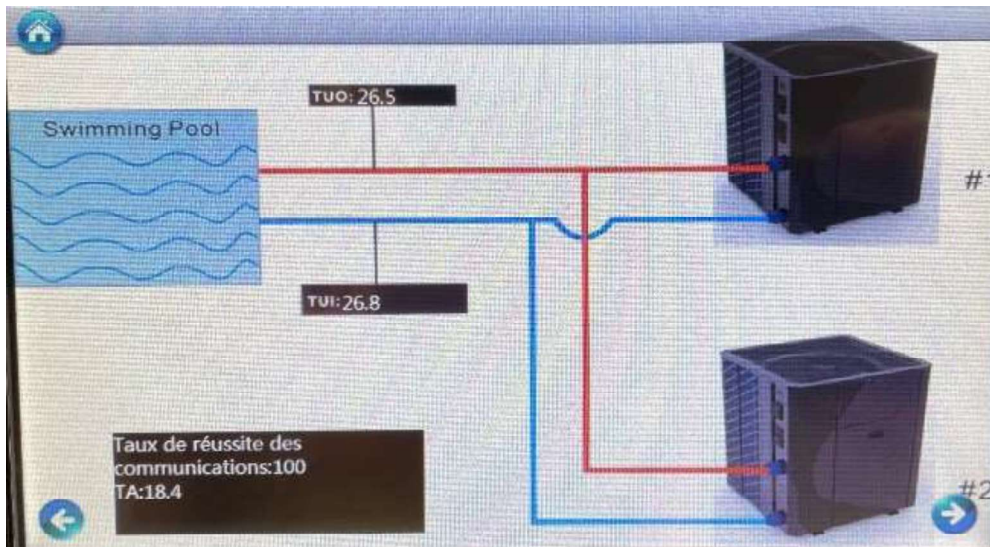 TUO: 26.5
Swimming Pool
#1
TUI:26.8
Taux de réussite des
communications:100
TA:18.4
#2